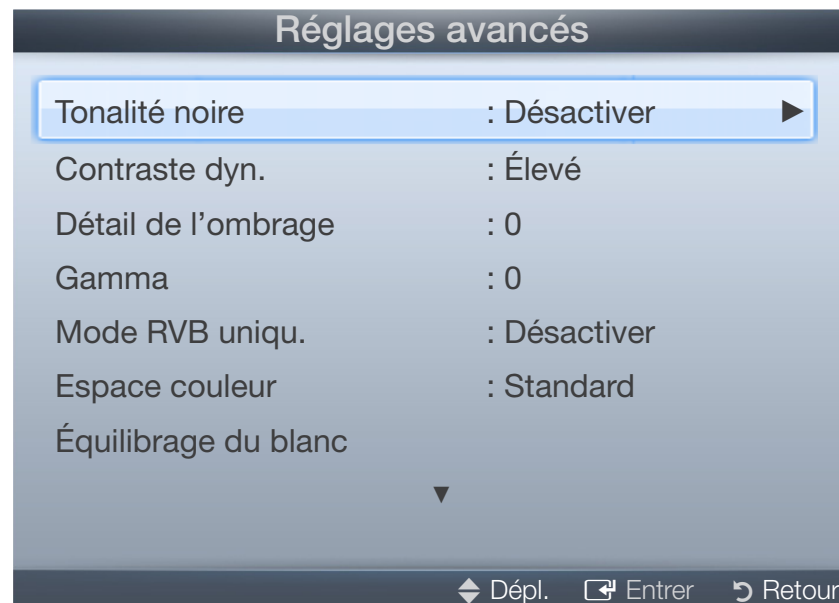 Réglages avancés
Tonalité noire : Désactiver ►
Contraste dyn. : Élevé
Détail de l’ombrage : 0
Gamma : 0
Mode RVB uniqu. : Désactiver
Espace couleur : Standard
Équilibrage du blanc
▼
Dépl. Entrer Retour